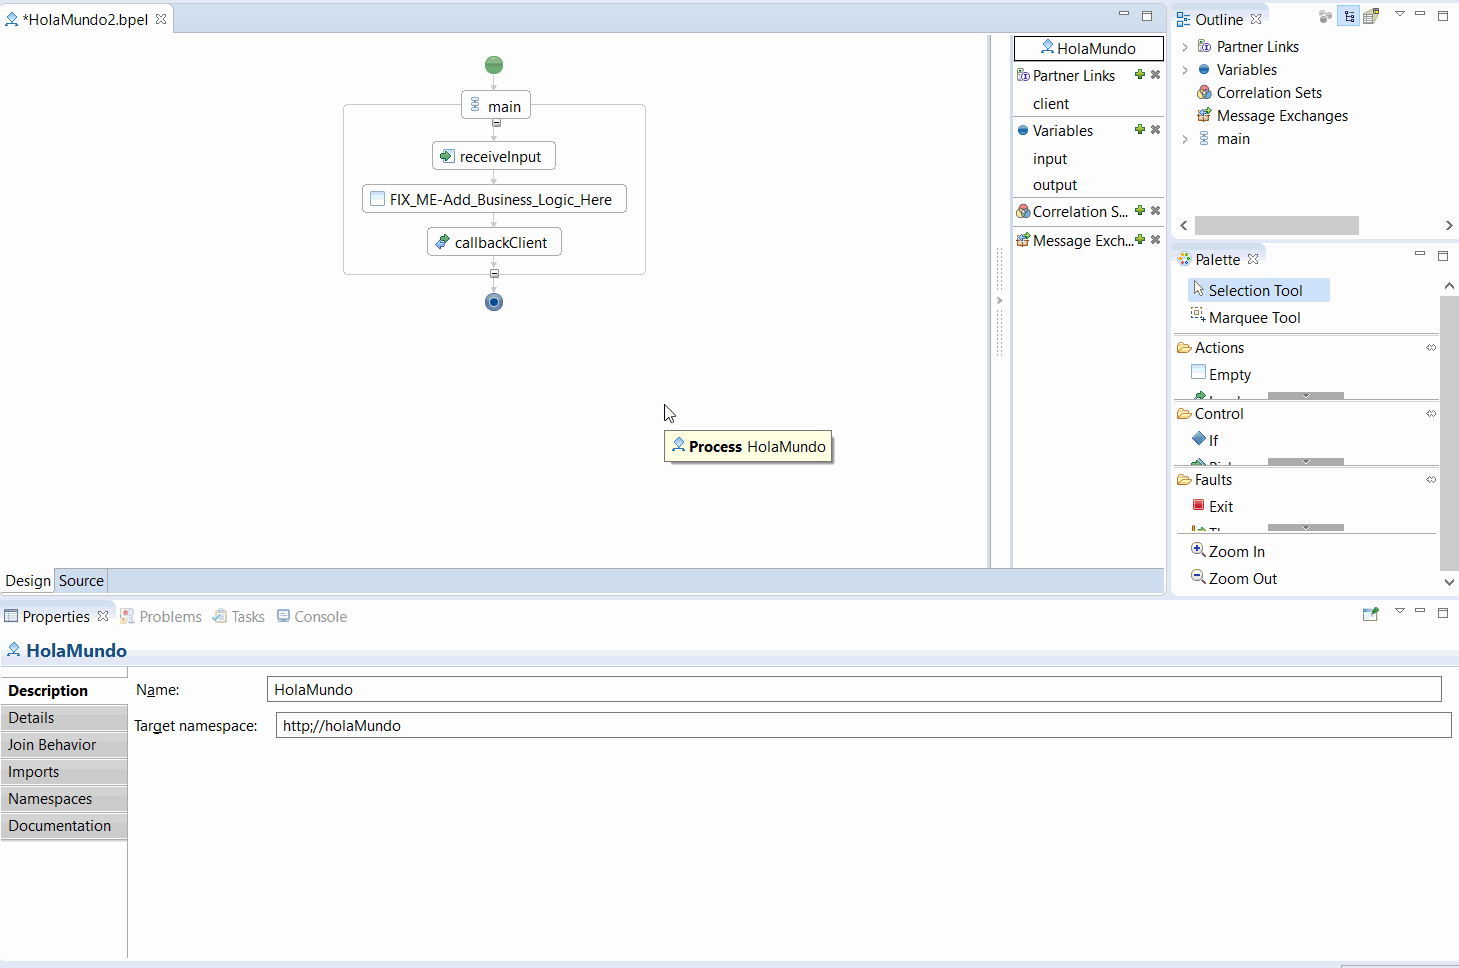 *HolaMundo2.bpel
main
receiveInput
FIX_ME-Add_Business_Logic_Here
callbackClient
Process HolaMundo
HolaMundo
Partner Links
client
Variables
input
output
Correlation S...
Message Exch...
Outline
Partner Links
Variables
Correlation Sets
Message Exchanges
main
Palette
Selection Tool
Marquee Tool
Actions
Empty
Control
If
Faults
Exit
Zoom In
Zoom Out
Design Source
Properties Problems Tasks Console
HolaMundo
Description
Details
Join Behavior
Imports
Namespaces
Documentation
Name: HolaMundo
Target namespace: http;//holaMundo